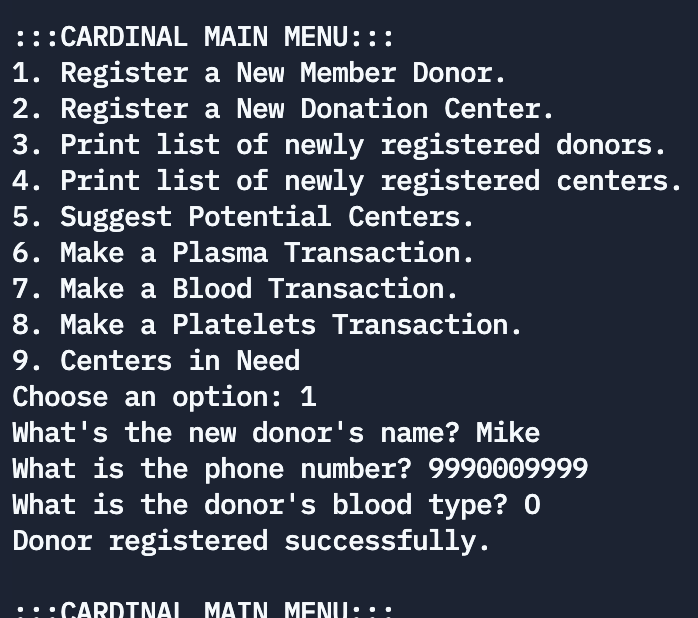 :::CARDINAL MAIN MENU:::
1. Register a New Member Donor.
2. Register a New Donation Center.
3. Print list of newly registered donors.
4. Print list of newly registered centers.
5. Suggest Potential Centers.
6. Make a Plasma Transaction.
7. Make a Blood Transaction.
8. Make a Platelets Transaction.
9. Centers in Need
Choose an option: 1
What's the new donor's name? Mike
What is the phone number? 9990009999
What is the donor's blood type? O
Donor registered successfully.
:::CARDINAL MAIN MENU:::